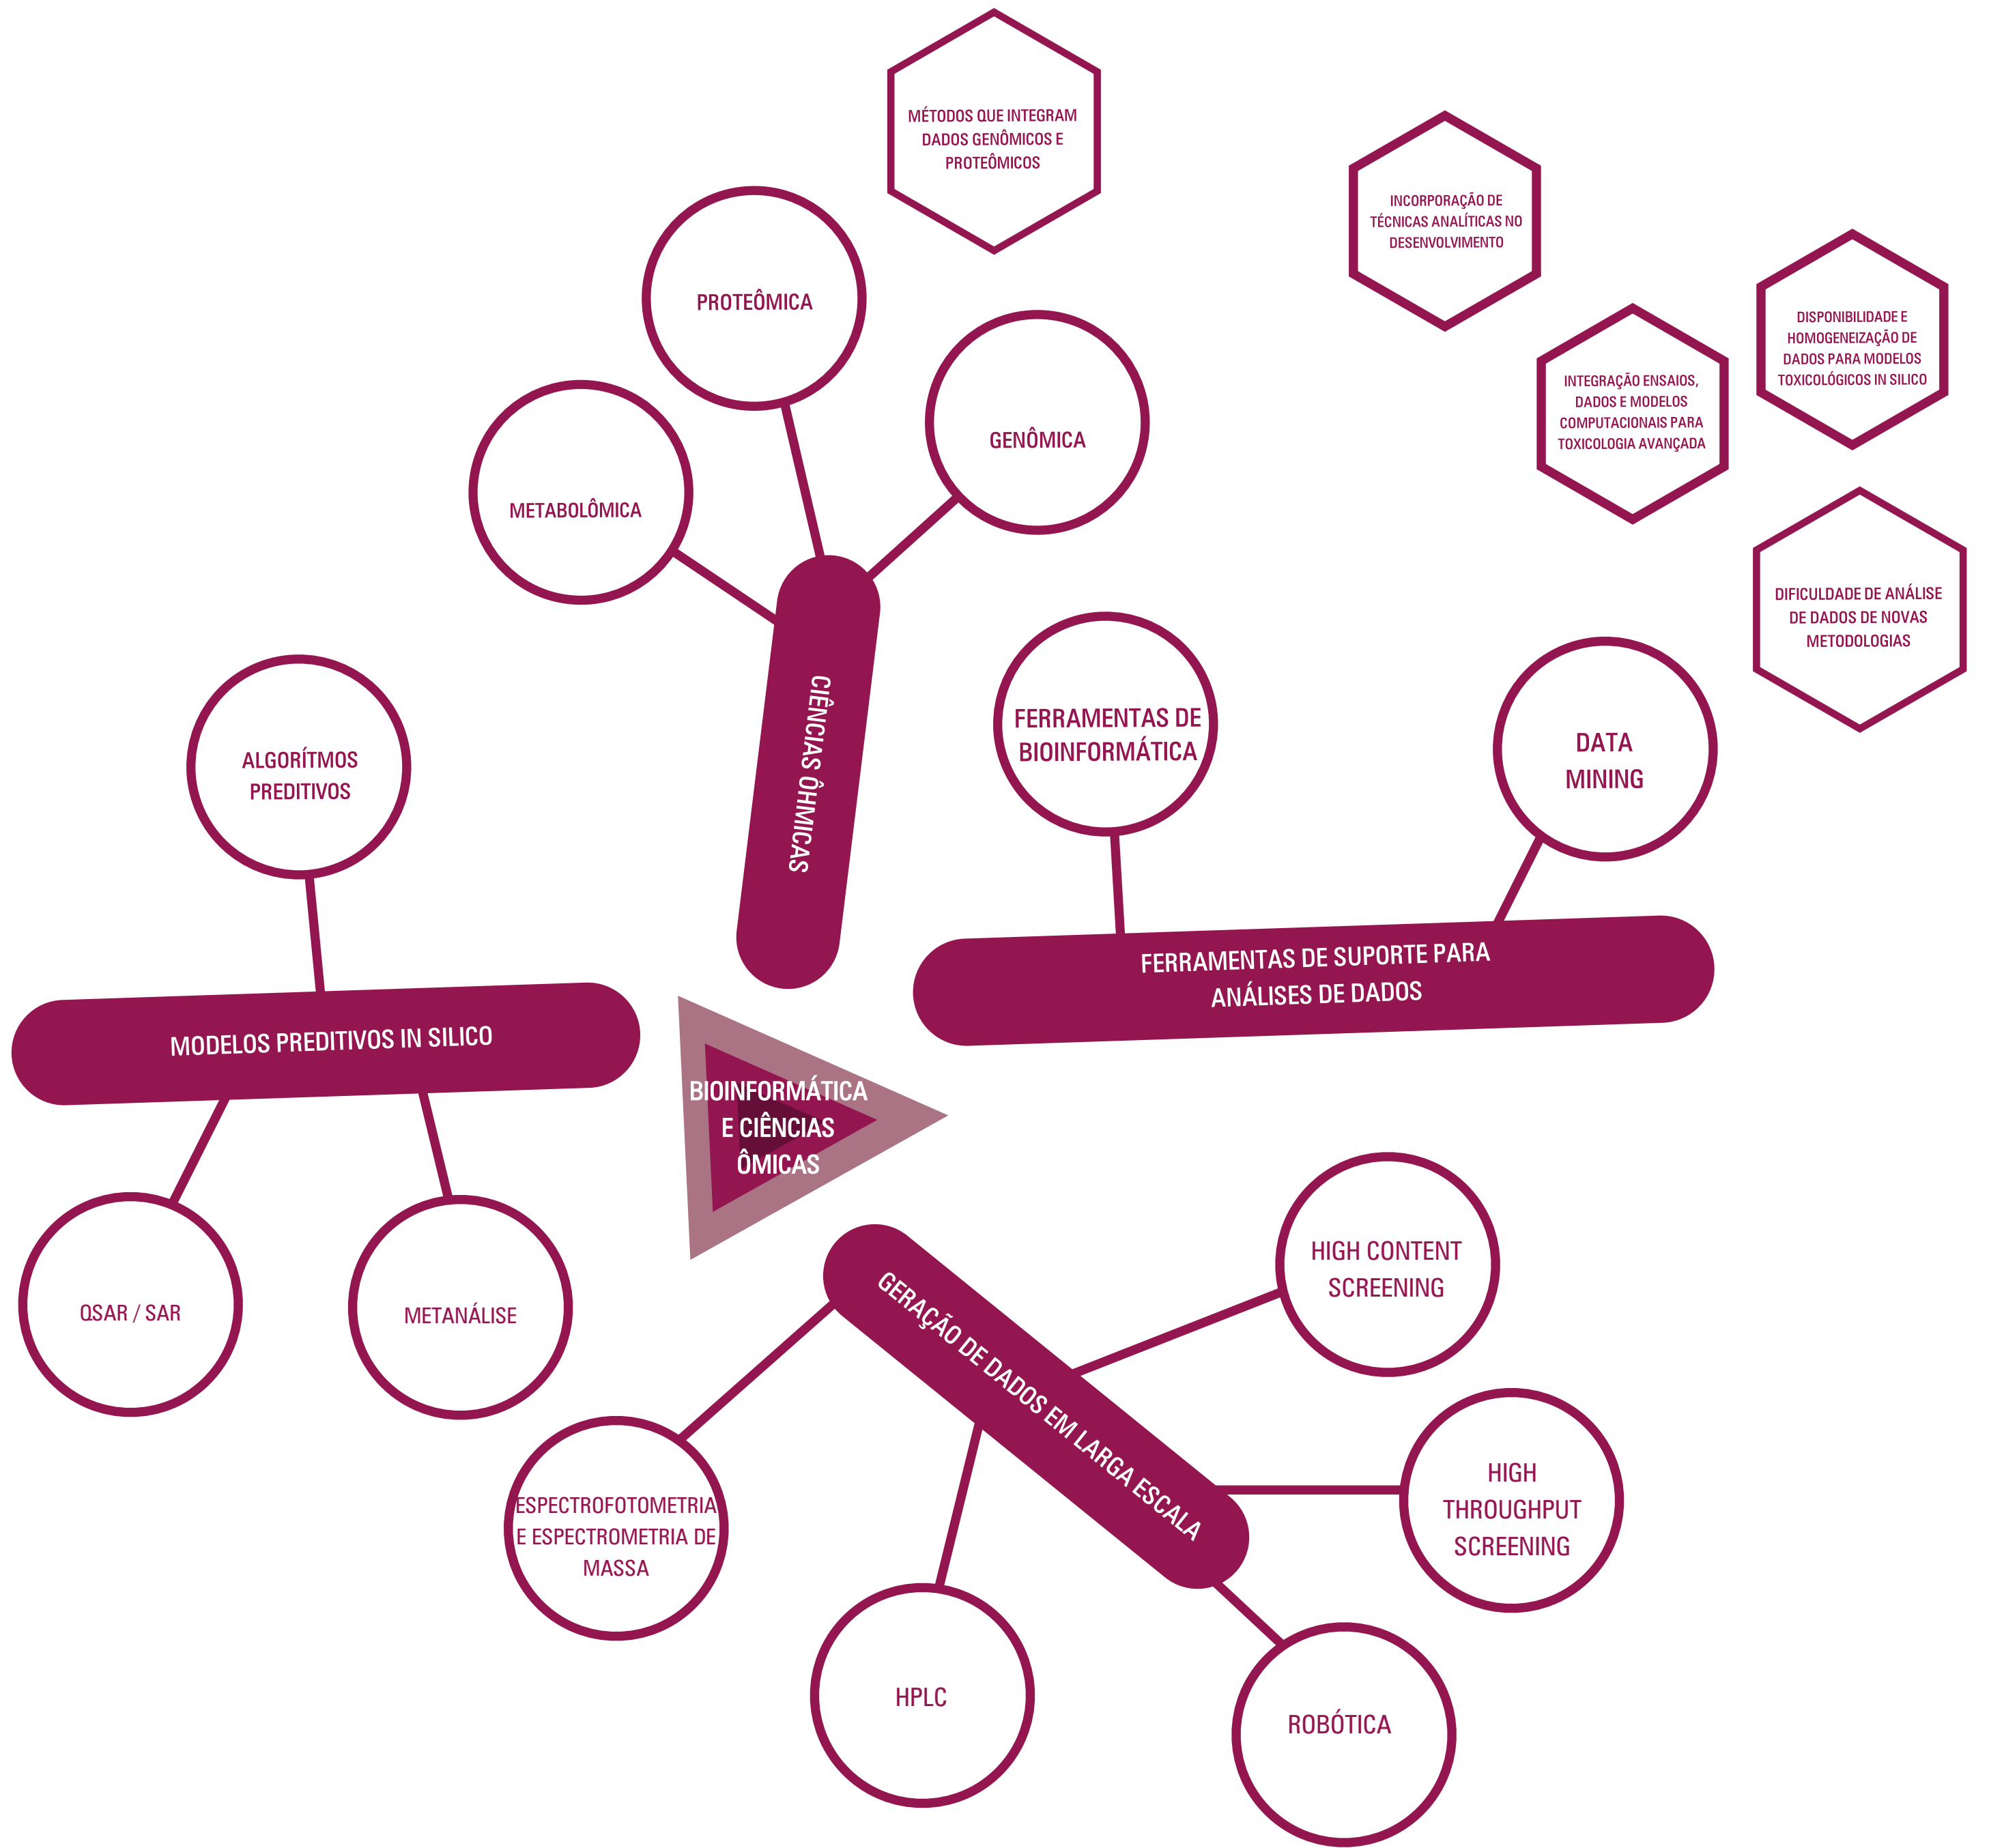 MÉTODOS QUE INTEGRAM
DADOS GENÔMICOS E
PROTEÔMICOS
INCORPORAÇÃO DE
TÉCNICAS ANALÍTICAS NO
DESENVOLVIMENTO
DISPONIBILIDADE E
HOMOGENEIZAÇÃO DE
DADOS PARA MODELOS
TOXICOLÓGICOS IN SILICO
INTEGRAÇÃO ENSAIOS,
DADOS E MODELOS
COMPUTACIONAIS PARA
TOXICOLOGIA AVANÇADA
DIFICULDADE DE ANÁLISE
DE DADOS DE NOVAS
METODOLOGIAS
PROTEÔMICA
GENÔMICA
METABOLÔMICA
CIÊNCIAS ÔHMICAS
FERRAMENTAS DE
BIOINFORMÁTICA
DATA
MINING
FERRAMENTAS DE SUPORTE PARA
ANÁLISES DE DADOS
ALGORÍTMOS
PREDITIVOS
MODELOS PREDITIVOS IN SILICO
QSAR / SAR
METANÁLISE
BIOINFORMÁTICA
E CIÊNCIAS
ÔMICAS
GERAÇÃO DE DADOS EM LARGA ESCALA
HIGH CONTENT
SCREENING
HIGH
THROUGHPUT
SCREENING
ESPECTROFOTOMETRIA
E ESPECTROMETRIA DE
MASSA
HPLC
ROBÓTICA